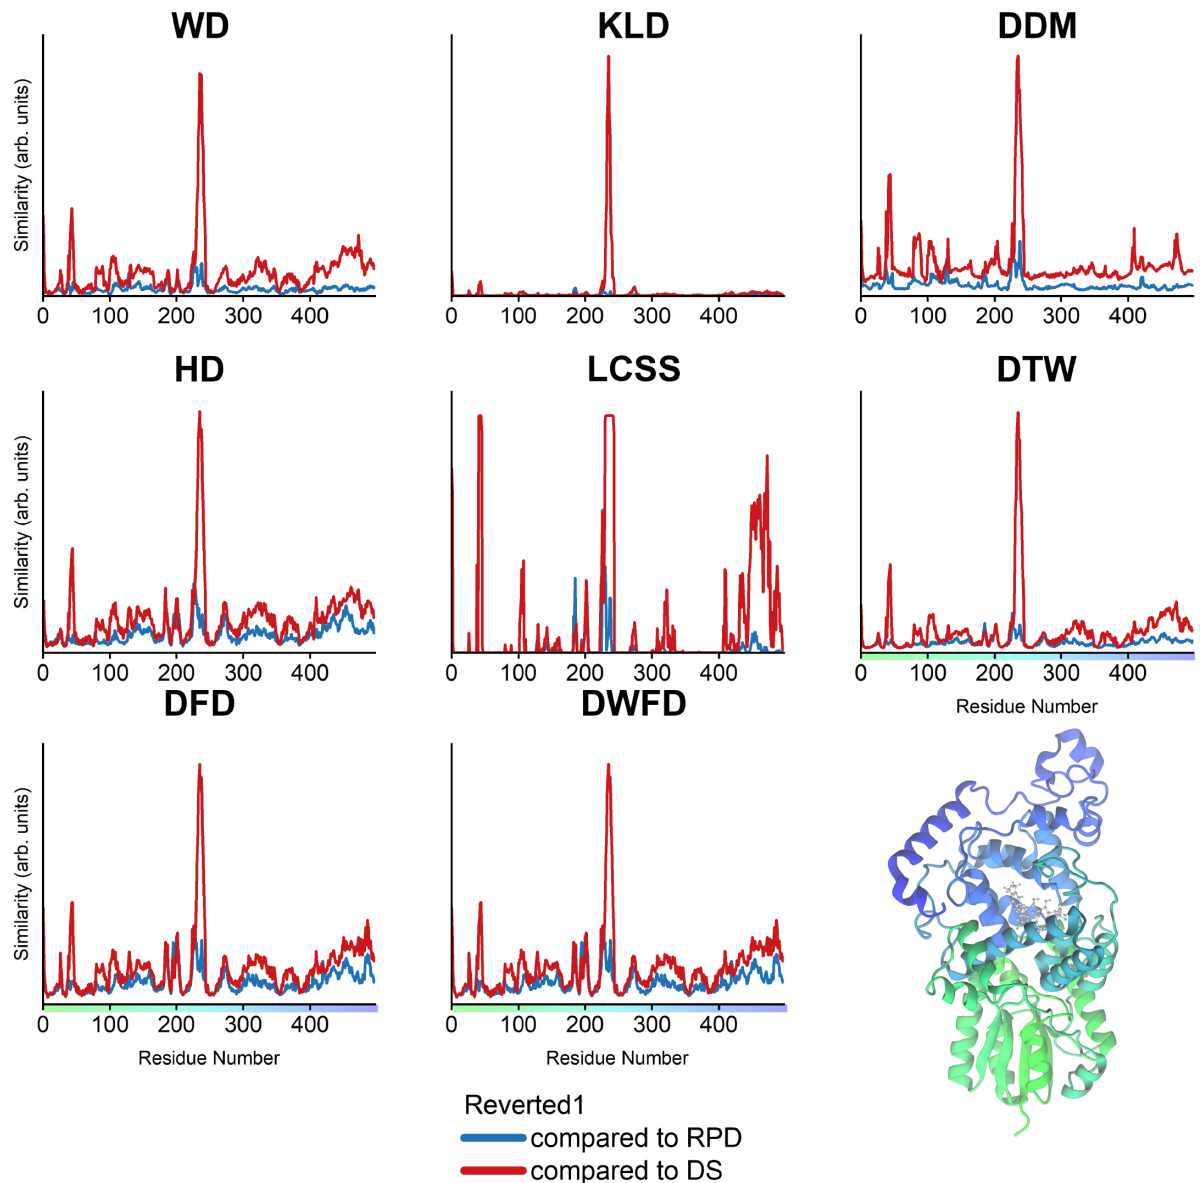 WD
KLD
DDM
Similarity (arb. units)
0 100 200 300 400
0 100 200 300 400
0 100 200 300 400
HD
LCSS
DTW
Similarity (arb. units)
0 100 200 300 400
0 100 200 300 400
0 100 200 300 400
Residue Number
DFD
DWFD
Similarity (arb. units)
0 100 200 300 400
0 100 200 300 400
Residue Number
Residue Number
Reverted1
compared to RPD
compared to DS